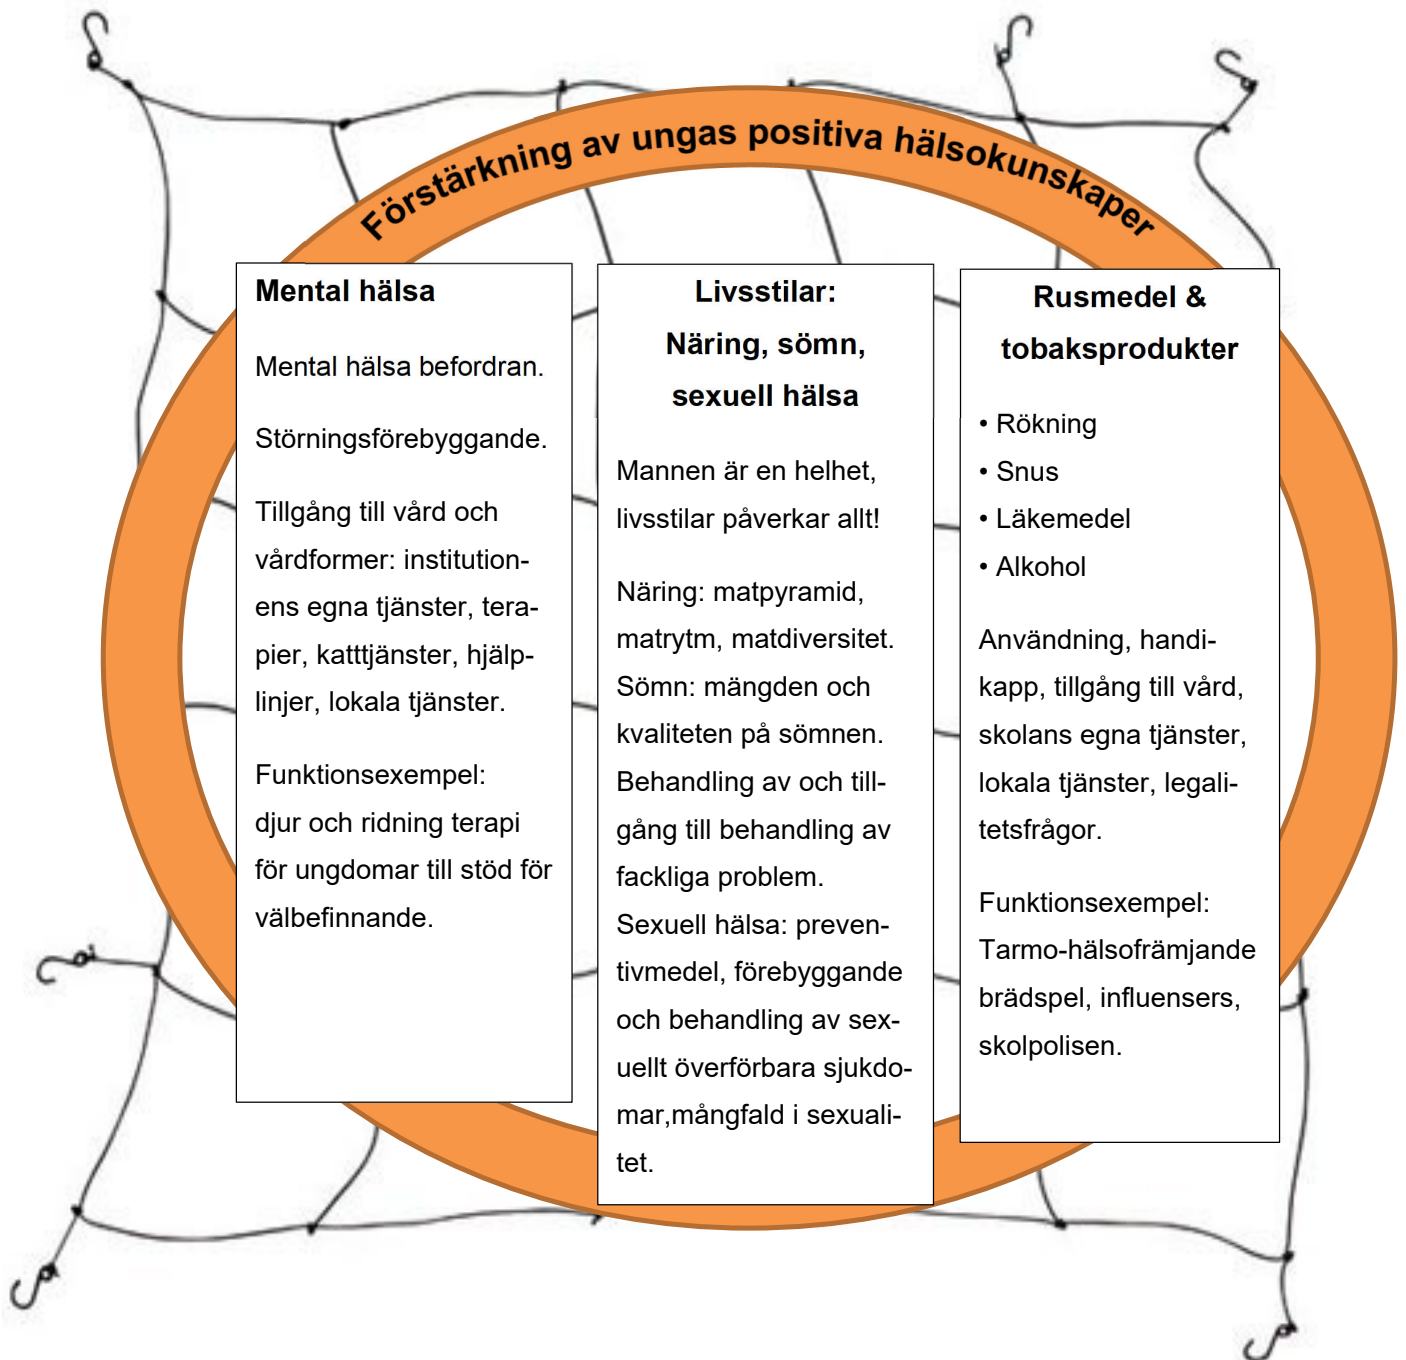 Förstärkning av ungas positiva hälsokunskaper
Mental hälsa
Mental hälsa befordran.
Störningsförebyggande.
Tillgång till vård och
vårdformer: institution-
ens egna tjänster, tera-
pier, katttjänster, hjälp-
linjer, lokala tjänster.
Funktionsexempel:
djur och ridning terapi
för ungdomar till stöd för
välbefinnande.
Livsstilar:
Näring, sömn,
sexuell hälsa
Mannen är en helhet,
livsstilar påverkar allt!
Näring: matpyramid,
matrytm, matdiversitet.
Sömn: mängden och
kvaliteten på sömnen.
Behandling av och till-
gång till behandling av
fackliga problem.
Sexuell hälsa: preven-
tivmedel, förebyggande
och behandling av sex-
uellt överförbara sjukdo-
mar,mångfald i sexuali-
tet.
Rusmedel &
tobaksprodukter
• Rökning
• Snus
• Läkemedel
• Alkohol
Användning, handi-
kapp, tillgång till vård,
skolans egna tjänster,
lokala tjänster, legali-
tetsfrågor.
Funktionsexempel:
Tarmo-hälsofrämjande
brädspel, influensers,
skolpolisen.